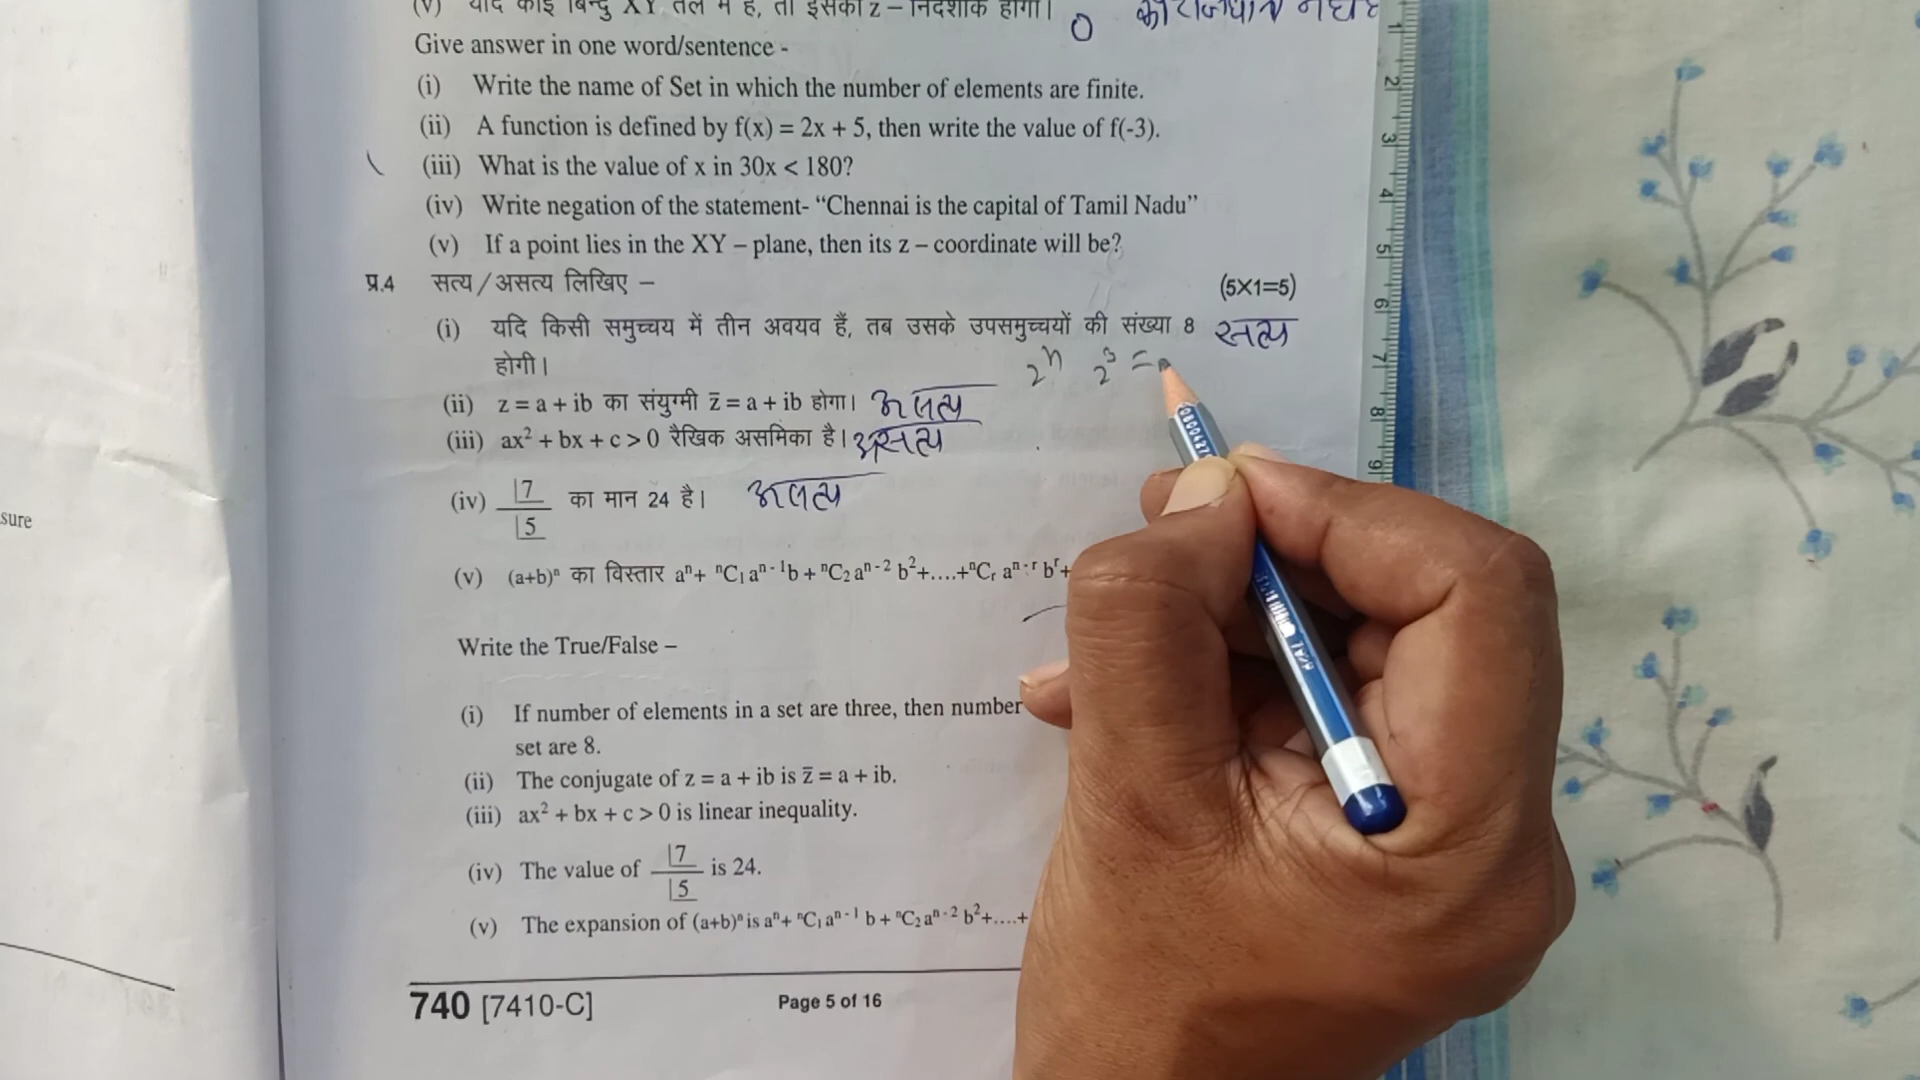 (v) यदि कोई बिन्दु XY तल में है, तो इसका z – निर्देशांक होगा। 0
Give answer in one word/sentence -
(i) Write the name of Set in which the number of elements are finite.
(ii) A function is defined by f(x) = 2x + 5, then write the value of f(-3).
(iii) What is the value of x in 30x < 180?
(iv) Write negation of the statement- “Chennai is the capital of Tamil Nadu”
(v) If a point lies in the XY – plane, then its z – coordinate will be?
प्र.4 सत्य / असत्य लिखिए – (5X1=5)
(i) यदि किसी समुच्चय में तीन अवयव हैं, तब उसके उपसमुच्चयों की संख्या 8 सत्य
होगी। 2ⁿ 2³ =
(ii) z = a + ib का संयुग्मी z̅ = a + ib होगा। असत्य
(iii) ax² + bx + c > 0 रैखिक असमिका है। असत्य
(iv) |7 / |5 का मान 24 है। असत्य
(v) (a+b)ⁿ का विस्तार aⁿ+ ⁿC₁ aⁿ⁻¹b + ⁿC₂ aⁿ⁻² b²+....+ⁿCᵣ aⁿ⁻ʳ bʳ+
Write the True/False –
(i) If number of elements in a set are three, then number
set are 8.
(ii) The conjugate of z = a + ib is z̅ = a + ib.
(iii) ax² + bx + c > 0 is linear inequality.
(iv) The value of |7 / |5 is 24.
(v) The expansion of (a+b)ⁿ is aⁿ+ ⁿC₁ aⁿ⁻¹ b + ⁿC₂ aⁿ⁻² b²+....+
740 [7410-C] Page 5 of 16
sure
1 2 3 4 5 6 7 8 9